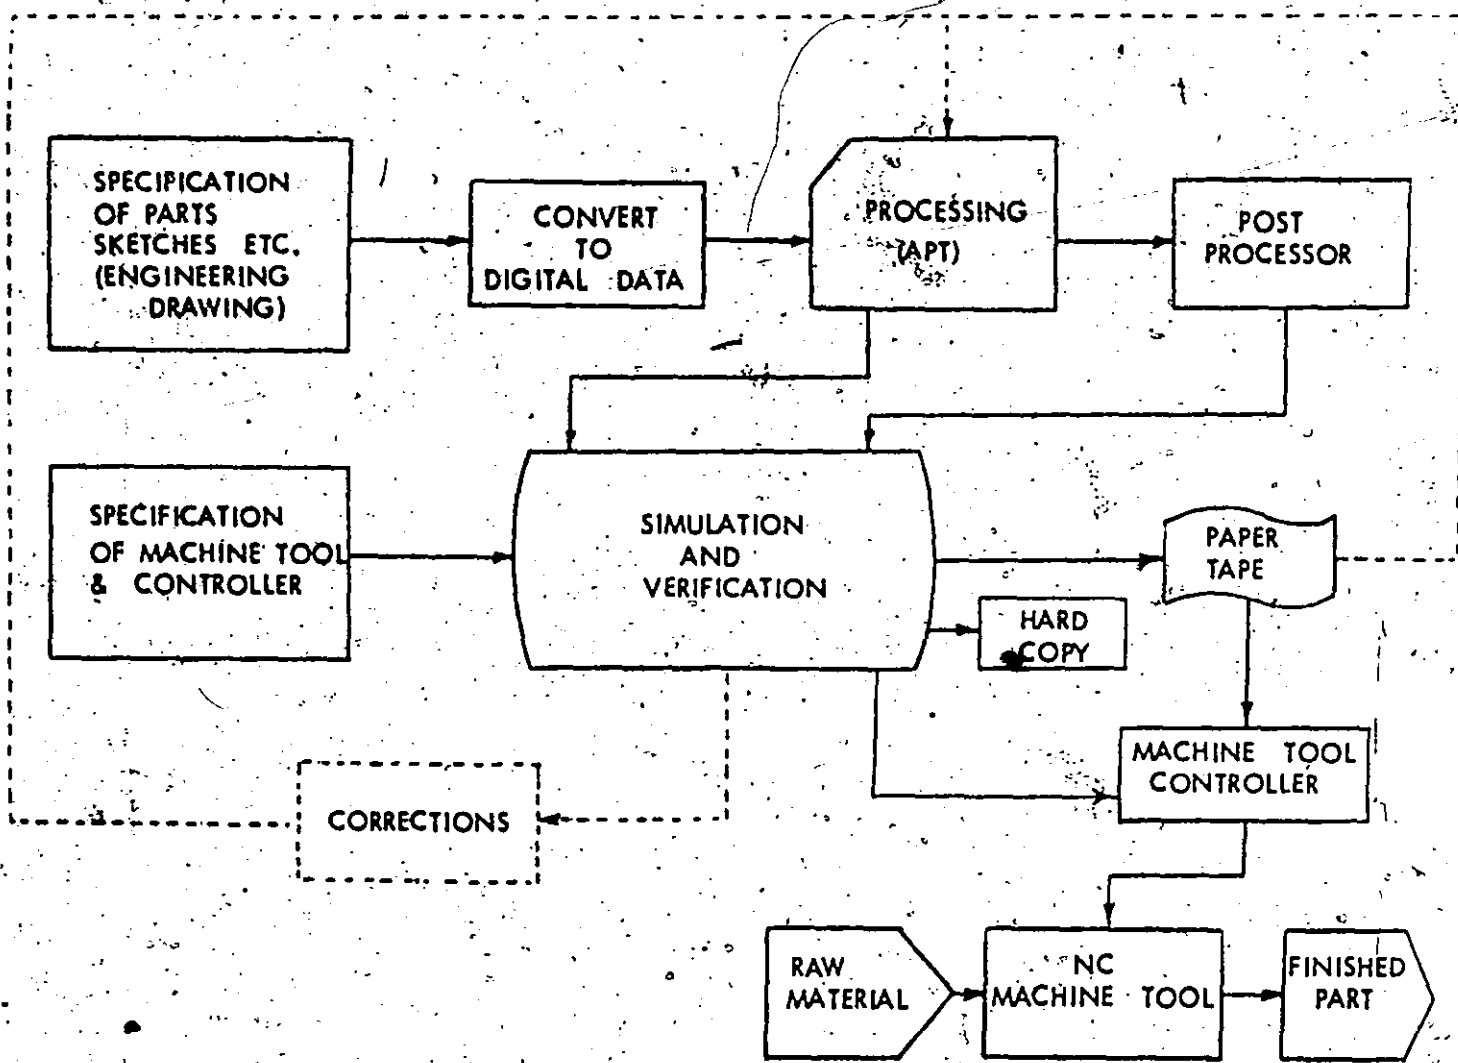 SPECIFICATION
OF PARTS
SKETCHES ETC.
(ENGINEERING
DRAWING)
CONVERT
TO
DIGITAL DATA
PROCESSING
(APT)
POST
PROCESSOR
SPECIFICATION
OF MACHINE TOOL
& CONTROLLER
SIMULATION
AND
VERIFICATION
PAPER
TAPE
HARD
COPY
MACHINE TOOL
CONTROLLER
CORRECTIONS
RAW
MATERIAL
NC
MACHINE TOOL
FINISHED
PART